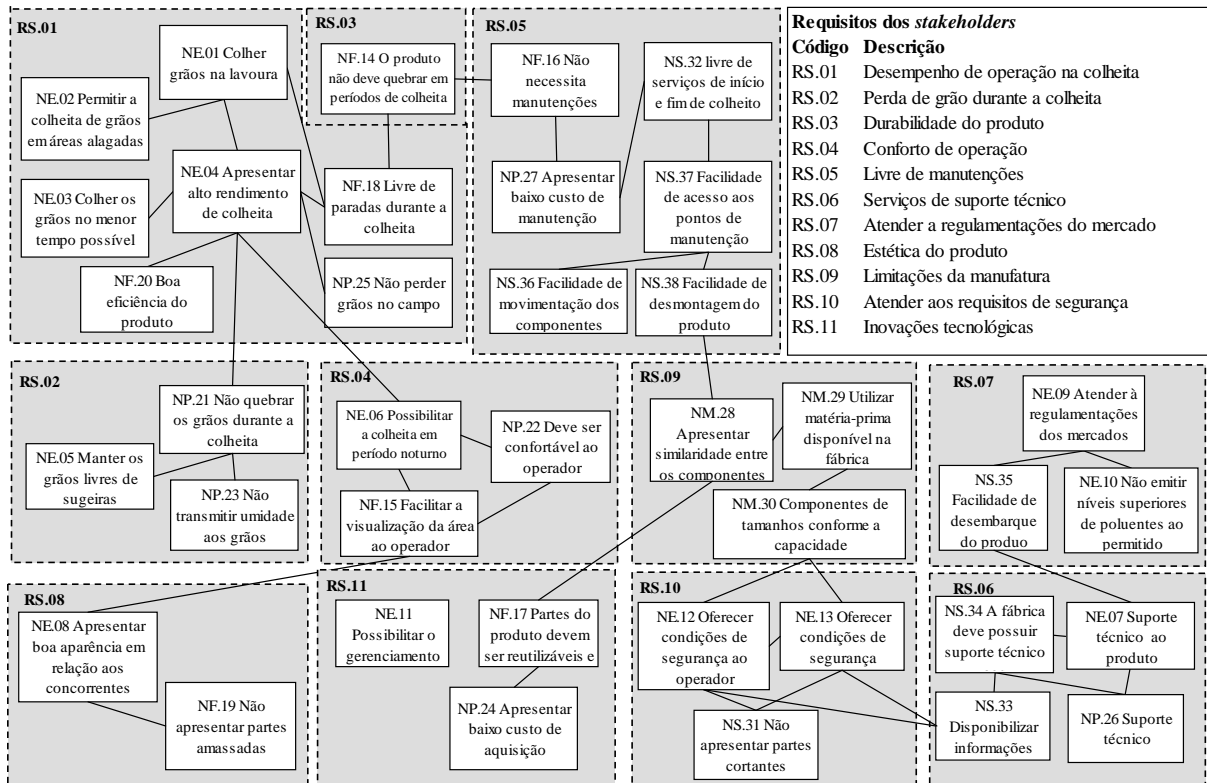 RS.01
NE.01 Colher
grãos na lavoura
NE.02 Permitir a
colheita de grãos
em áreas alagadas
NE.04 Apresentar
alto rendimento
de colheita
NE.03 Colher os
grãos no menor
tempo possível
NF.18 Livre de
paradas durante a
colheita
NF.20 Boa
eficiência do
produto
NP.25 Não perder
grãos no campo
RS.03
NF.14 O produto
não deve quebrar em
períodos de colheita
RS.05
NF.16 Não
necessita
manutenções
NS.32 livre de
serviços de início
e fim de colheito
NP.27 Apresentar
baixo custo de
manutenção
NS.37 Facilidade
de acesso aos
pontos de
manutenção
NS.36 Facilidade de
movimentação dos
componentes
NS.38 Facilidade
de desmontagem do
produto
Requisitos dos stakeholders
Código Descrição
RS.01 Desempenho de operação na colheita
RS.02 Perda de grão durante a colheita
RS.03 Durabilidade do produto
RS.04 Conforto de operação
RS.05 Livre de manutenções
RS.06 Serviços de suporte técnico
RS.07 Atender a regulamentações do mercado
RS.08 Estética do produto
RS.09 Limitações da manufatura
RS.10 Atender aos requisitos de segurança
RS.11 Inovações tecnológicas
RS.02
NP.21 Não quebrar
os grãos durante a
colheita
NE.05 Manter os
grãos livres de
sugeiras
NP.23 Não
transmitir umidade
aos grãos
RS.04
NE.06 Possibilitar
a colheita em
período noturno
NP.22 Deve ser
confortável ao
operador
NF.15 Facilitar a
visualização da área
ao operador
RS.09
NM.28
Apresentar
similaridade entre
os componentes
NM.29 Utilizar
matéria-prima
disponível na
fábrica
NM.30 Componentes
de tamanhos conforme a
capacidade
RS.07
NE.09 Atender à
regulamentações
dos mercados
NS.35
Facilidade de
desembarque
do produo
NE.10 Não emitir
níveis superiores
de poluentes ao
permitido
RS.08
NE.08 Apresentar
boa aparência em
relação aos
concorrentes
NF.19 Não
apresentar partes
amassadas
RS.11
NE.11
Possibilitar o
gerenciamento
NF.17 Partes do
produto devem
ser reutilizáveis e
NP.24 Apresentar
baixo custo de
aquisição
RS.10
NE.12 Oferecer
condições de
segurança ao
operador
NE.13 Oferecer
condições de
segurança
NS.31 Não
apresentar partes
cortantes
RS.06
NS.34 A fábrica
deve possuir
suporte técnico
NE.07 Suporte
técnico ao
produto
NS.33
Disponibilizar
informações
NP.26 Suporte
técnico